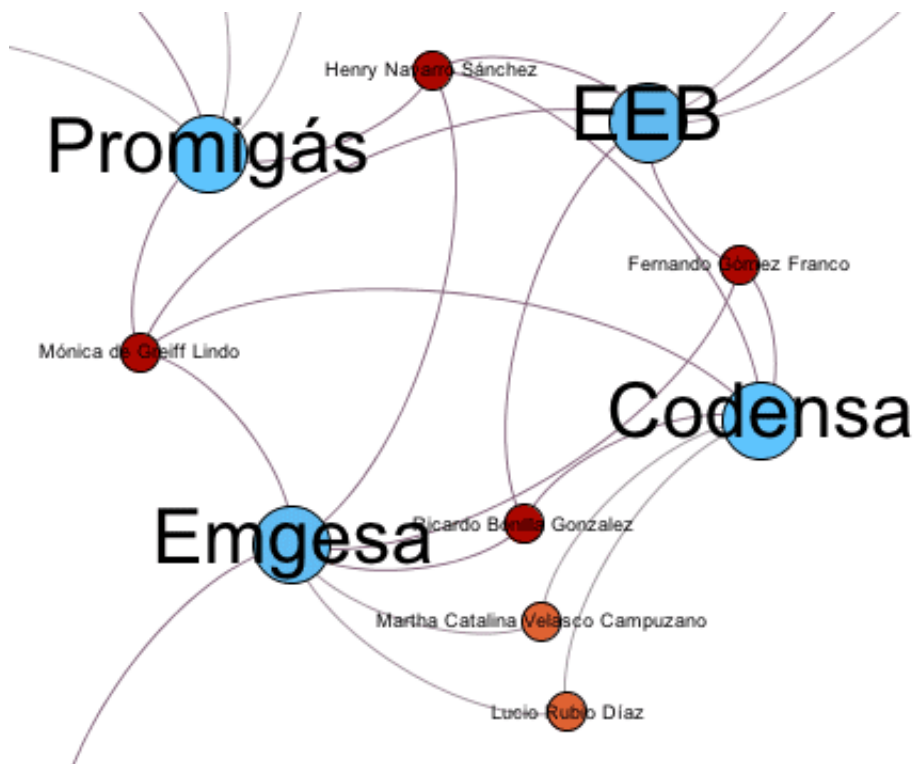 Henry Navarro Sánchez
EEB
Promigás
Fernando Gómez Franco
Mónica de Greiff Lindo
Codensa
Emgesa
Ricardo Bonilla Gonzalez
Martha Catalina Velasco Campuzano
Lucio Rubio Díaz